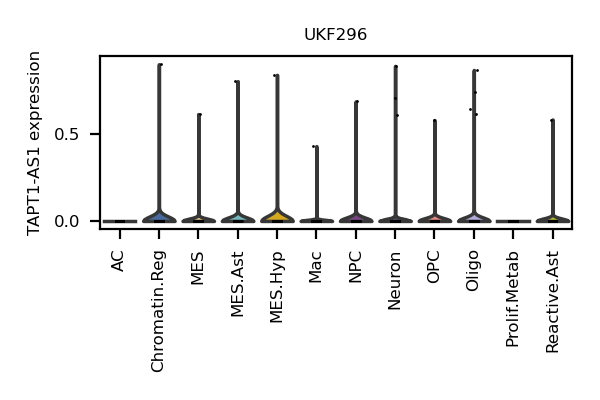 UKF296
TAPT1-AS1 expression
0.5
0.0
AC
Chromatin.Reg
MES
MES.Ast
MES.Hyp
Mac
NPC
Neuron
OPC
Oligo
Prolif.Metab
Reactive.Ast